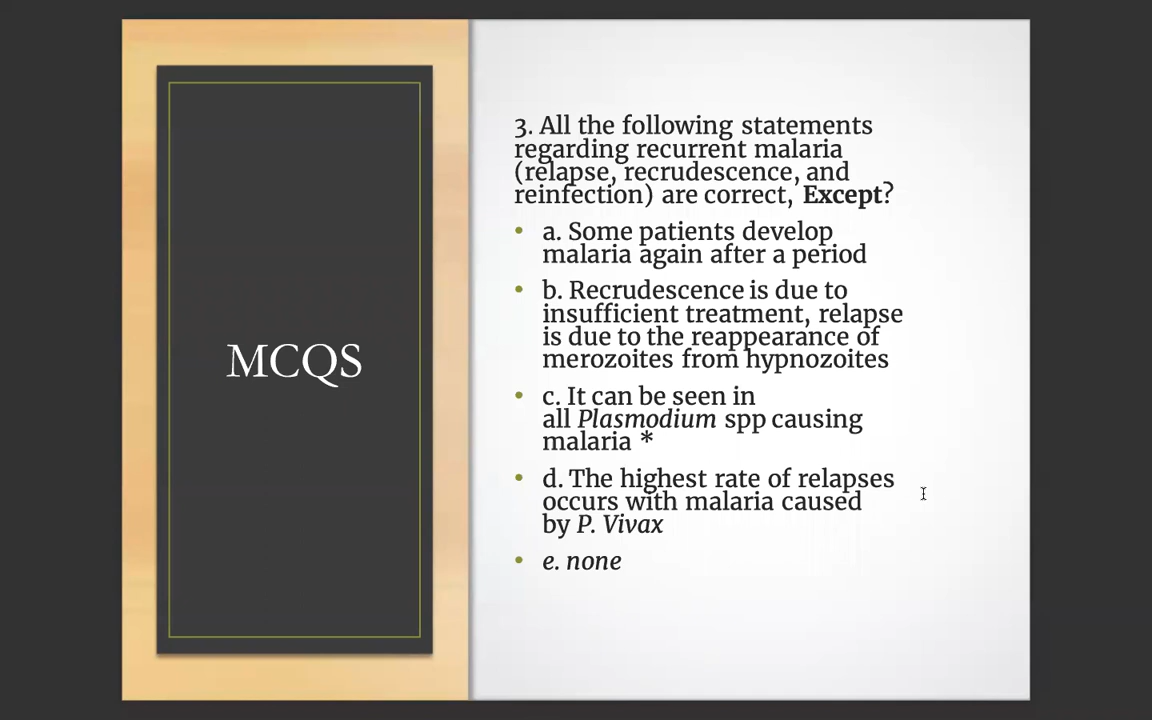 MCQS
3. All the following statements
regarding recurrent malaria
(relapse, recrudescence, and
reinfection) are correct, Except?
• a. Some patients develop
malaria again after a period
• b. Recrudescence is due to
insufficient treatment, relapse
is due to the reappearance of
merozoites from hypnozoites
• c. It can be seen in
all Plasmodium spp causing
malaria *
• d. The highest rate of relapses
occurs with malaria caused
by P. Vivax
• e. none